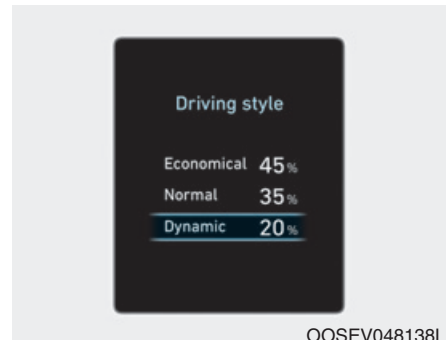 Driving style
Economical 45%
Normal 35%
Dynamic 20%
OOSEV048138L